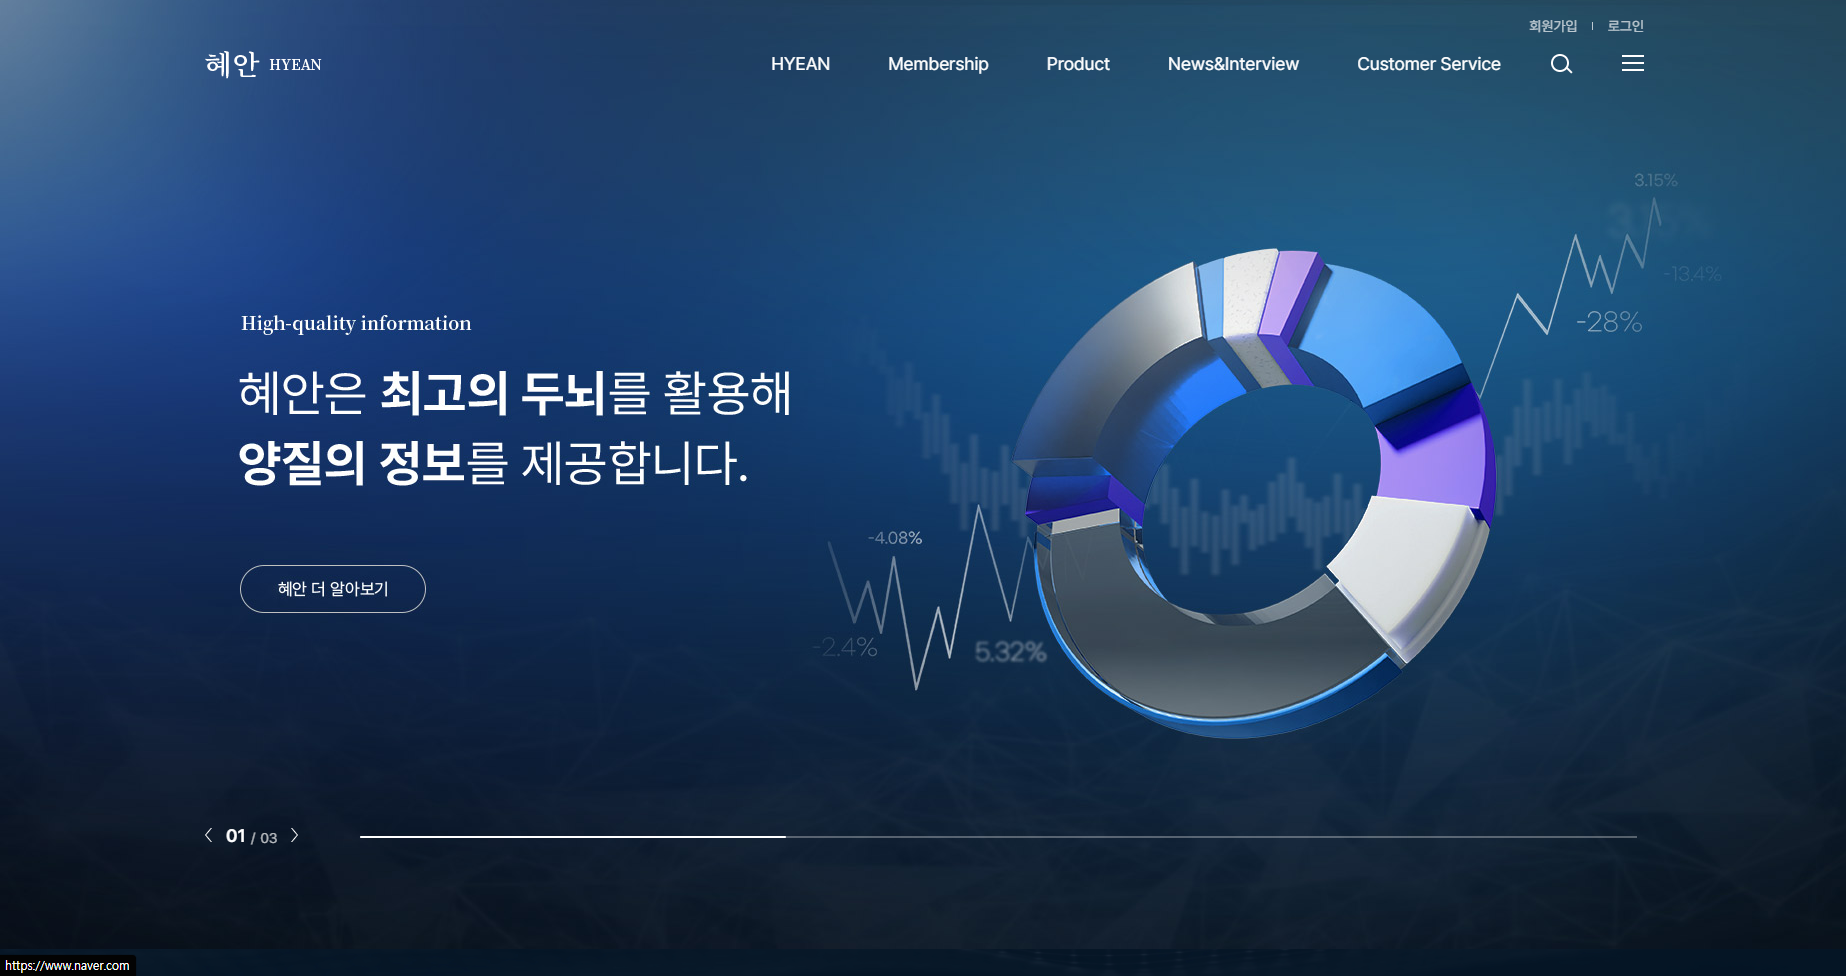 회원가입 | 로그인
혜안 HYEAN
HYEAN Membership Product News&Interview Customer Service
3.15%
-13.4%
-28%
High-quality information
혜안은 최고의 두뇌를 활용해
양질의 정보를 제공합니다.
-4.08%
혜안 더 알아보기
-2.4%
5.32%
01 / 03
https://www.naver.com